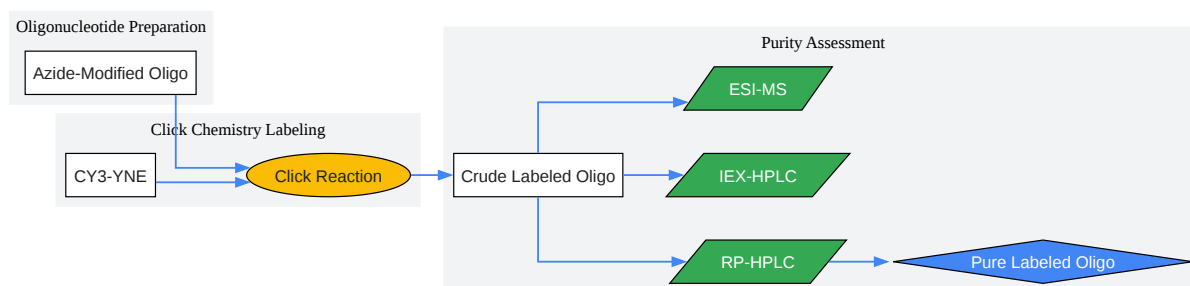 Oligonucleotide Preparation
Azide-Modified Oligo
Click Chemistry Labeling
CY3-YNE
Click Reaction
Purity Assessment
ESI-MS
Crude Labeled Oligo
IEX-HPLC
RP-HPLC
Pure Labeled Oligo